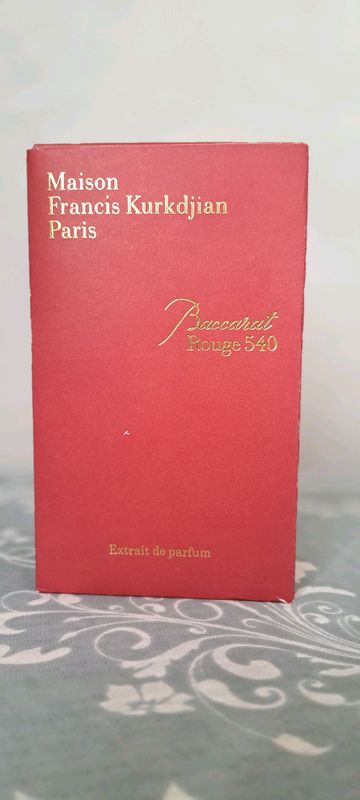 Maison
Francis Kurkdjian
Paris
Baccarat
Rouge 540
Extrait de parfum